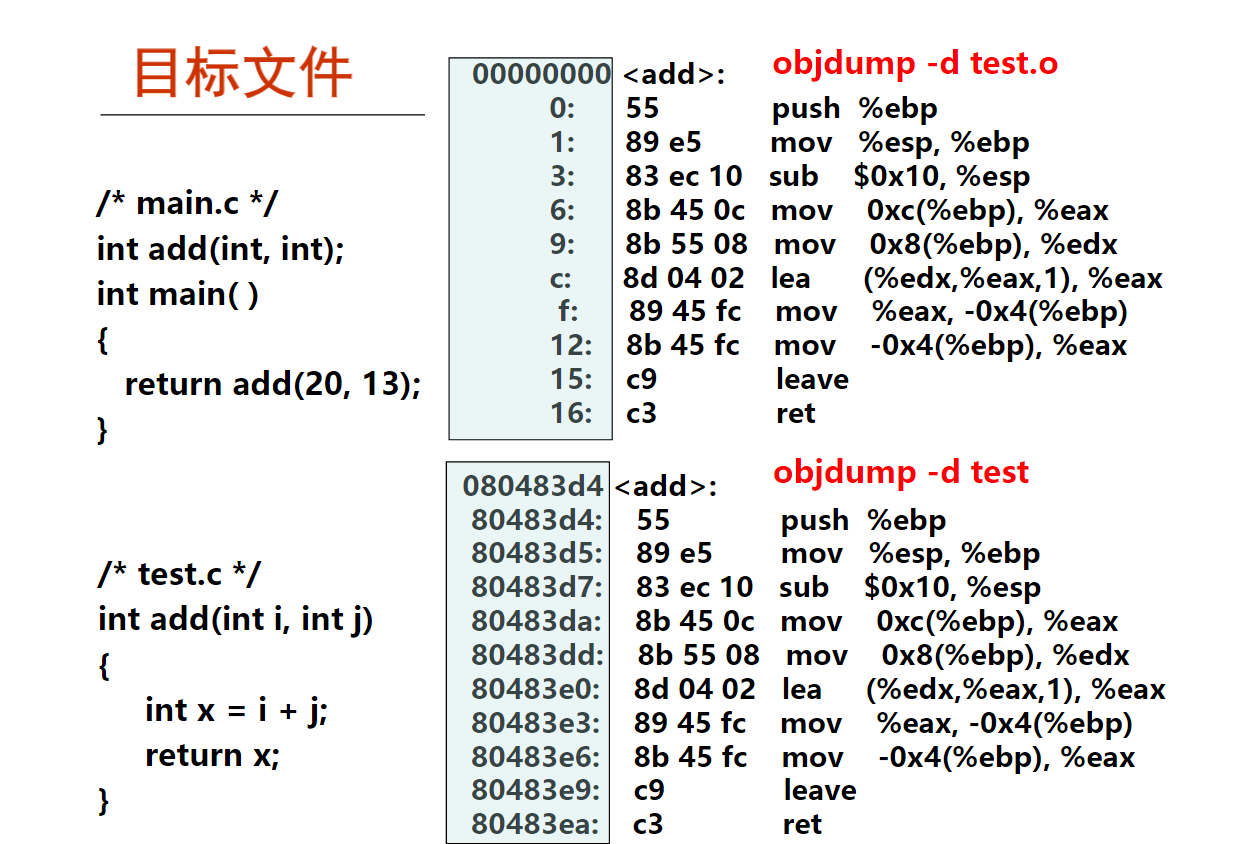 目标文件
/* main.c */
int add(int, int);
int main( )
{
return add(20, 13);
}
/* test.c */
int add(int i, int j)
{
int x = i + j;
return x;
}
objdump -d test.o
00000000 <add>:
0: 55 push %ebp
1: 89 e5 mov %esp, %ebp
3: 83 ec 10 sub $0x10, %esp
6: 8b 45 0c mov 0xc(%ebp), %eax
9: 8b 55 08 mov 0x8(%ebp), %edx
c: 8d 04 02 lea (%edx,%eax,1), %eax
f: 89 45 fc mov %eax, -0x4(%ebp)
12: 8b 45 fc mov -0x4(%ebp), %eax
15: c9 leave
16: c3 ret
objdump -d test
080483d4 <add>:
80483d4: 55 push %ebp
80483d5: 89 e5 mov %esp, %ebp
80483d7: 83 ec 10 sub $0x10, %esp
80483da: 8b 45 0c mov 0xc(%ebp), %eax
80483dd: 8b 55 08 mov 0x8(%ebp), %edx
80483e0: 8d 04 02 lea (%edx,%eax,1), %eax
80483e3: 89 45 fc mov %eax, -0x4(%ebp)
80483e6: 8b 45 fc mov -0x4(%ebp), %eax
80483e9: c9 leave
80483ea: c3 ret